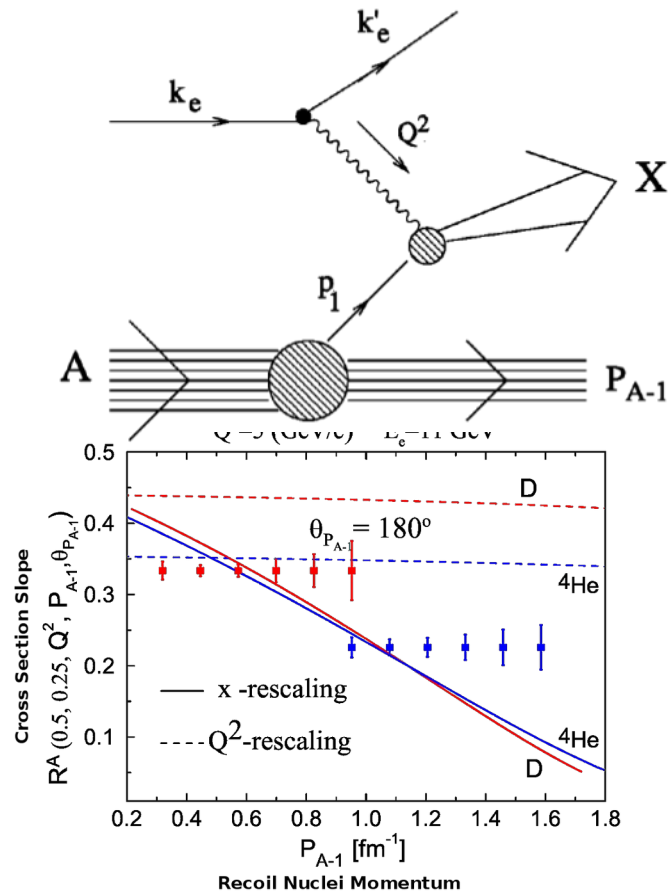 k'e
ke
Q²
X
p1
A
PA-1
0.5
D
θPA-1 = 180°
0.4
4He
0.3
Cross Section Slope
RA (0.5, 0.25, Q², PA-1, θPA-1)
0.2
x -rescaling
Q²-rescaling
4He
0.1
D
0.2 0.4 0.6 0.8 1.0 1.2 1.4 1.6 1.8
PA-1 [fm⁻¹]
Recoil Nuclei Momentum